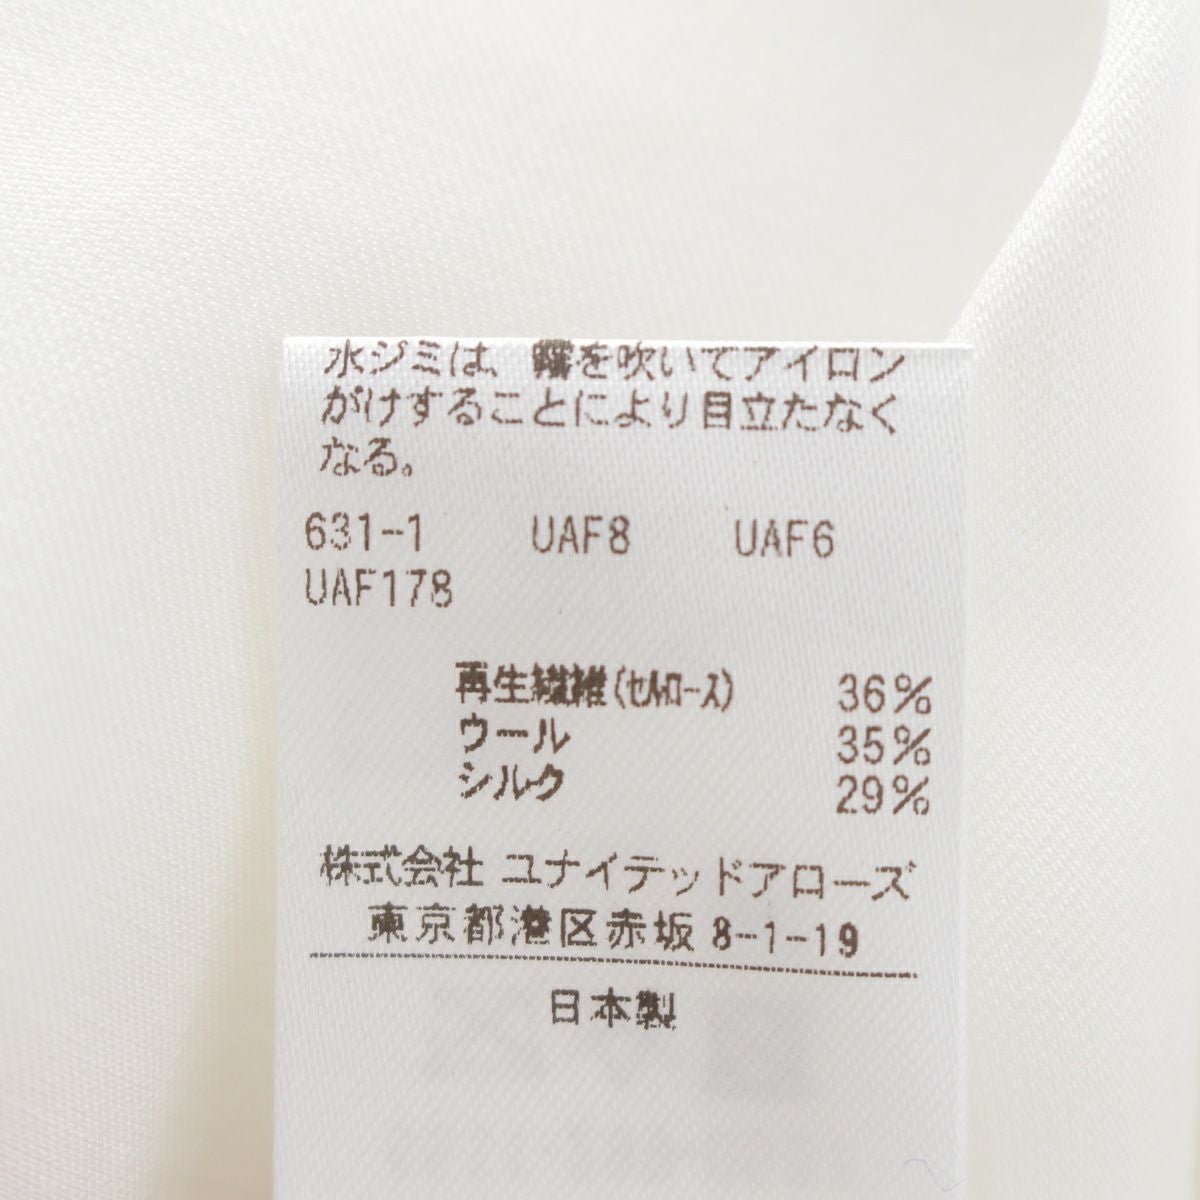 水ジミは、霧を吹いてアイロン
がけすることにより目立たなく
なる。
631-1 UAF8 UAF6
UAF178
再生繊維(セルロース) 36%
ウール 35%
シルク 29%
株式会社 ユナイテッドアローズ
東京都港区赤坂 8-1-19
日本製